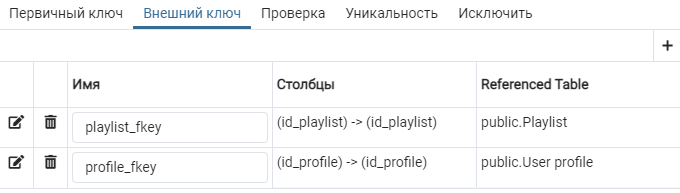 Первичный ключ Внешний ключ Проверка Уникальность Исключить
+
Имя Столбцы Referenced Table
playlist_fkey (id_playlist) -> (id_playlist) public.Playlist
profile_fkey (id_profile) -> (id_profile) public.User profile